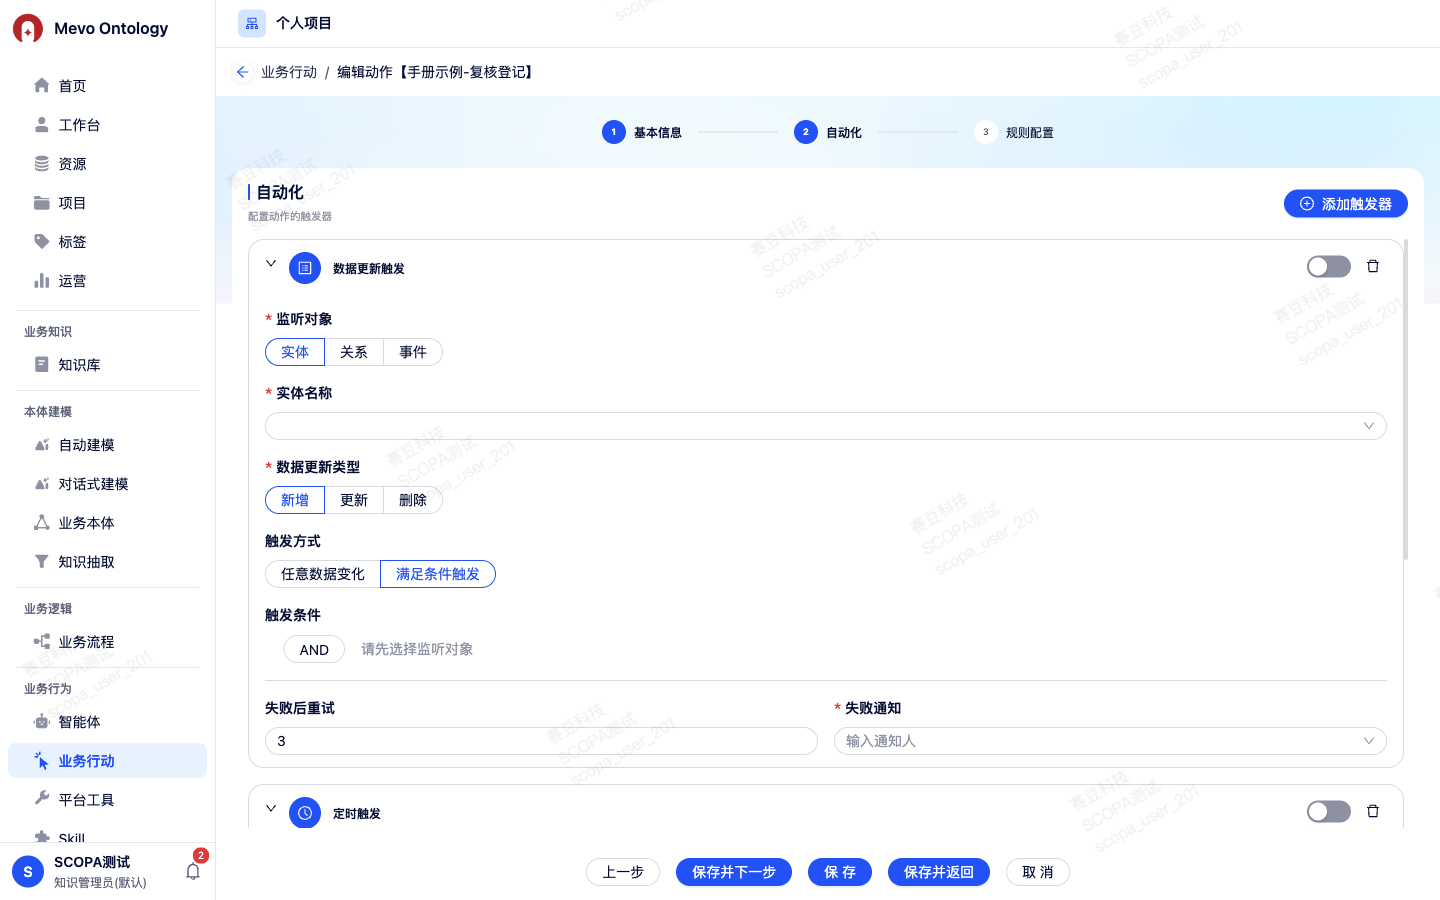 Mevo Ontology
个人项目
业务行动 / 编辑动作【手册示例-复核登记】
首页
工作台
资源
项目
标签
运营
业务知识
知识库
本体建模
自动建模
对话式建模
业务本体
知识抽取
业务逻辑
业务流程
业务行为
智能体
业务行动
平台工具
Skill
S
SCOPA测试
知识管理员(默认)
2
1 基本信息
2 自动化
3 规则配置
自动化
配置动作的触发器
添加触发器
数据更新触发
* 监听对象
实体 关系 事件
* 实体名称
* 数据更新类型
新增 更新 删除
触发方式
任意数据变化 满足条件触发
触发条件
AND 请先选择监听对象
失败后重试 * 失败通知
3 输入通知人
定时触发
上一步 保存并下一步 保 存 保存并返回 取 消
赛豆科技
SCOPA测试
scopa_user_201